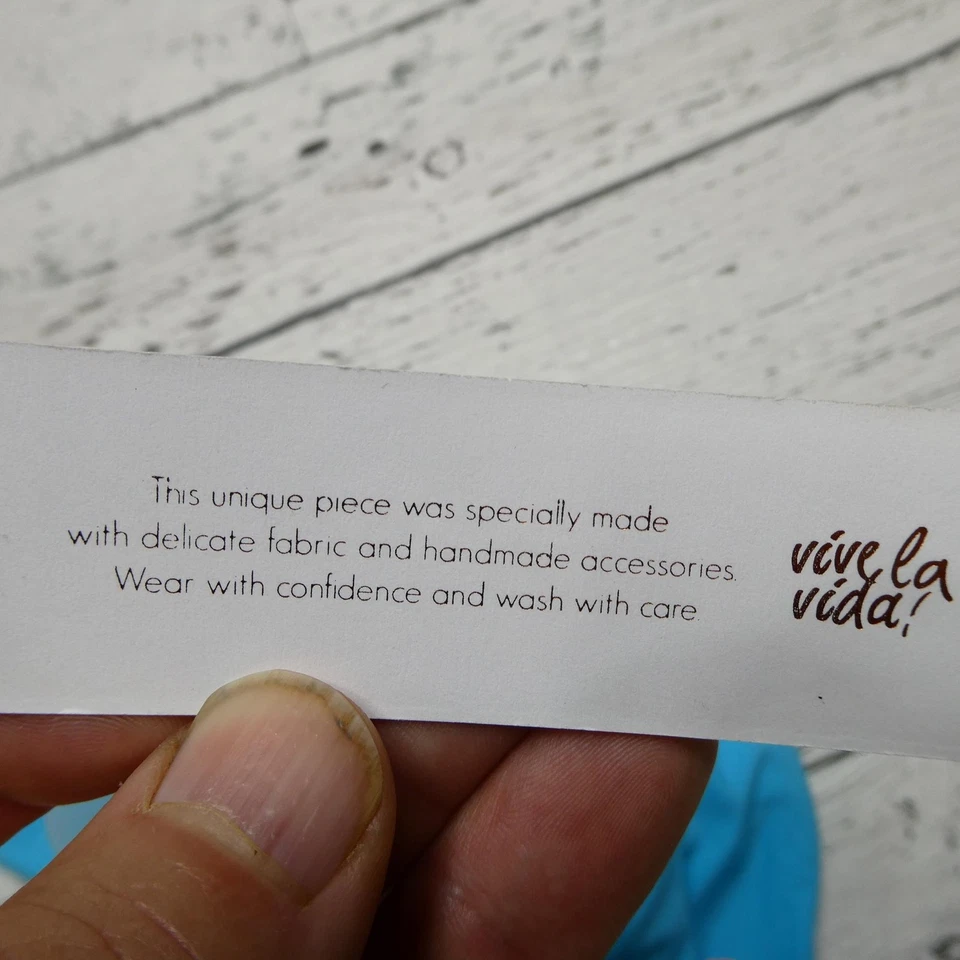 This unique piece was specially made
with delicate fabric and handmade accessories.
Wear with confidence and wash with care.
vive la
vida!